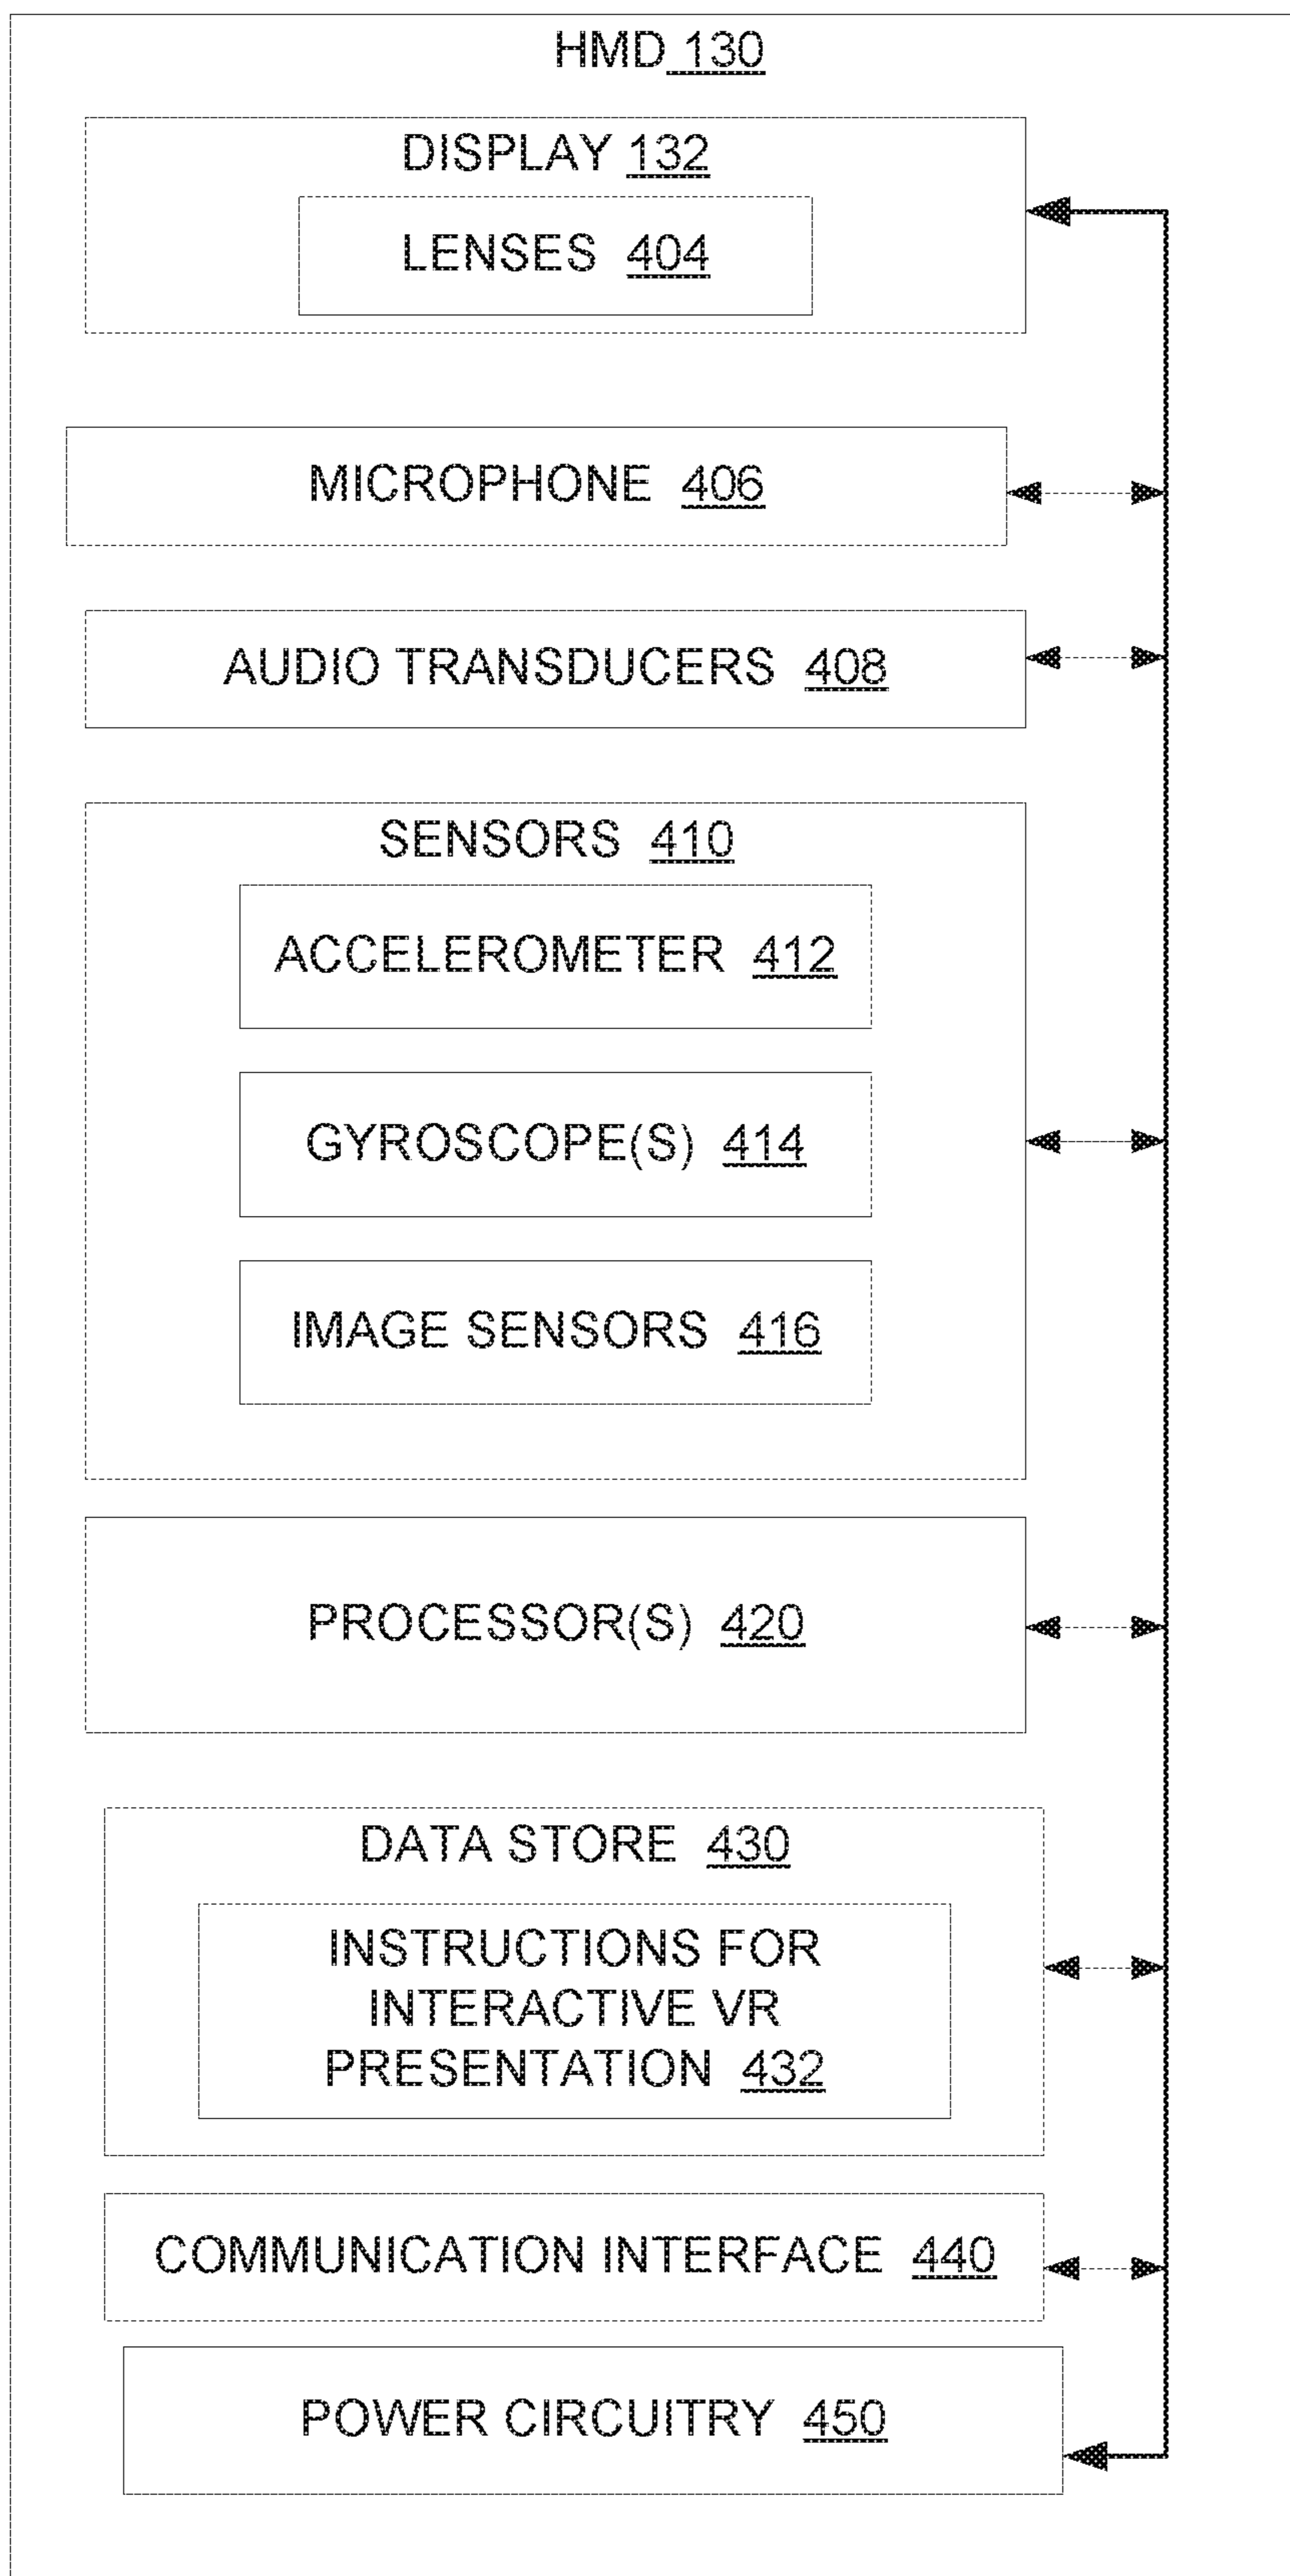 HMD 130
DISPLAY 132
LENSES 404
MICROPHONE 406
AUDIO TRANSDUCERS 408
SENSORS 410
ACCELEROMETER 412
GYROSCOPE(S) 414
IMAGE SENSORS 416
PROCESSOR(S) 420
DATA STORE 430
INSTRUCTIONS FOR
INTERACTIVE VR
PRESENTATION 432
COMMUNICATION INTERFACE 440
POWER CIRCUITRY 450